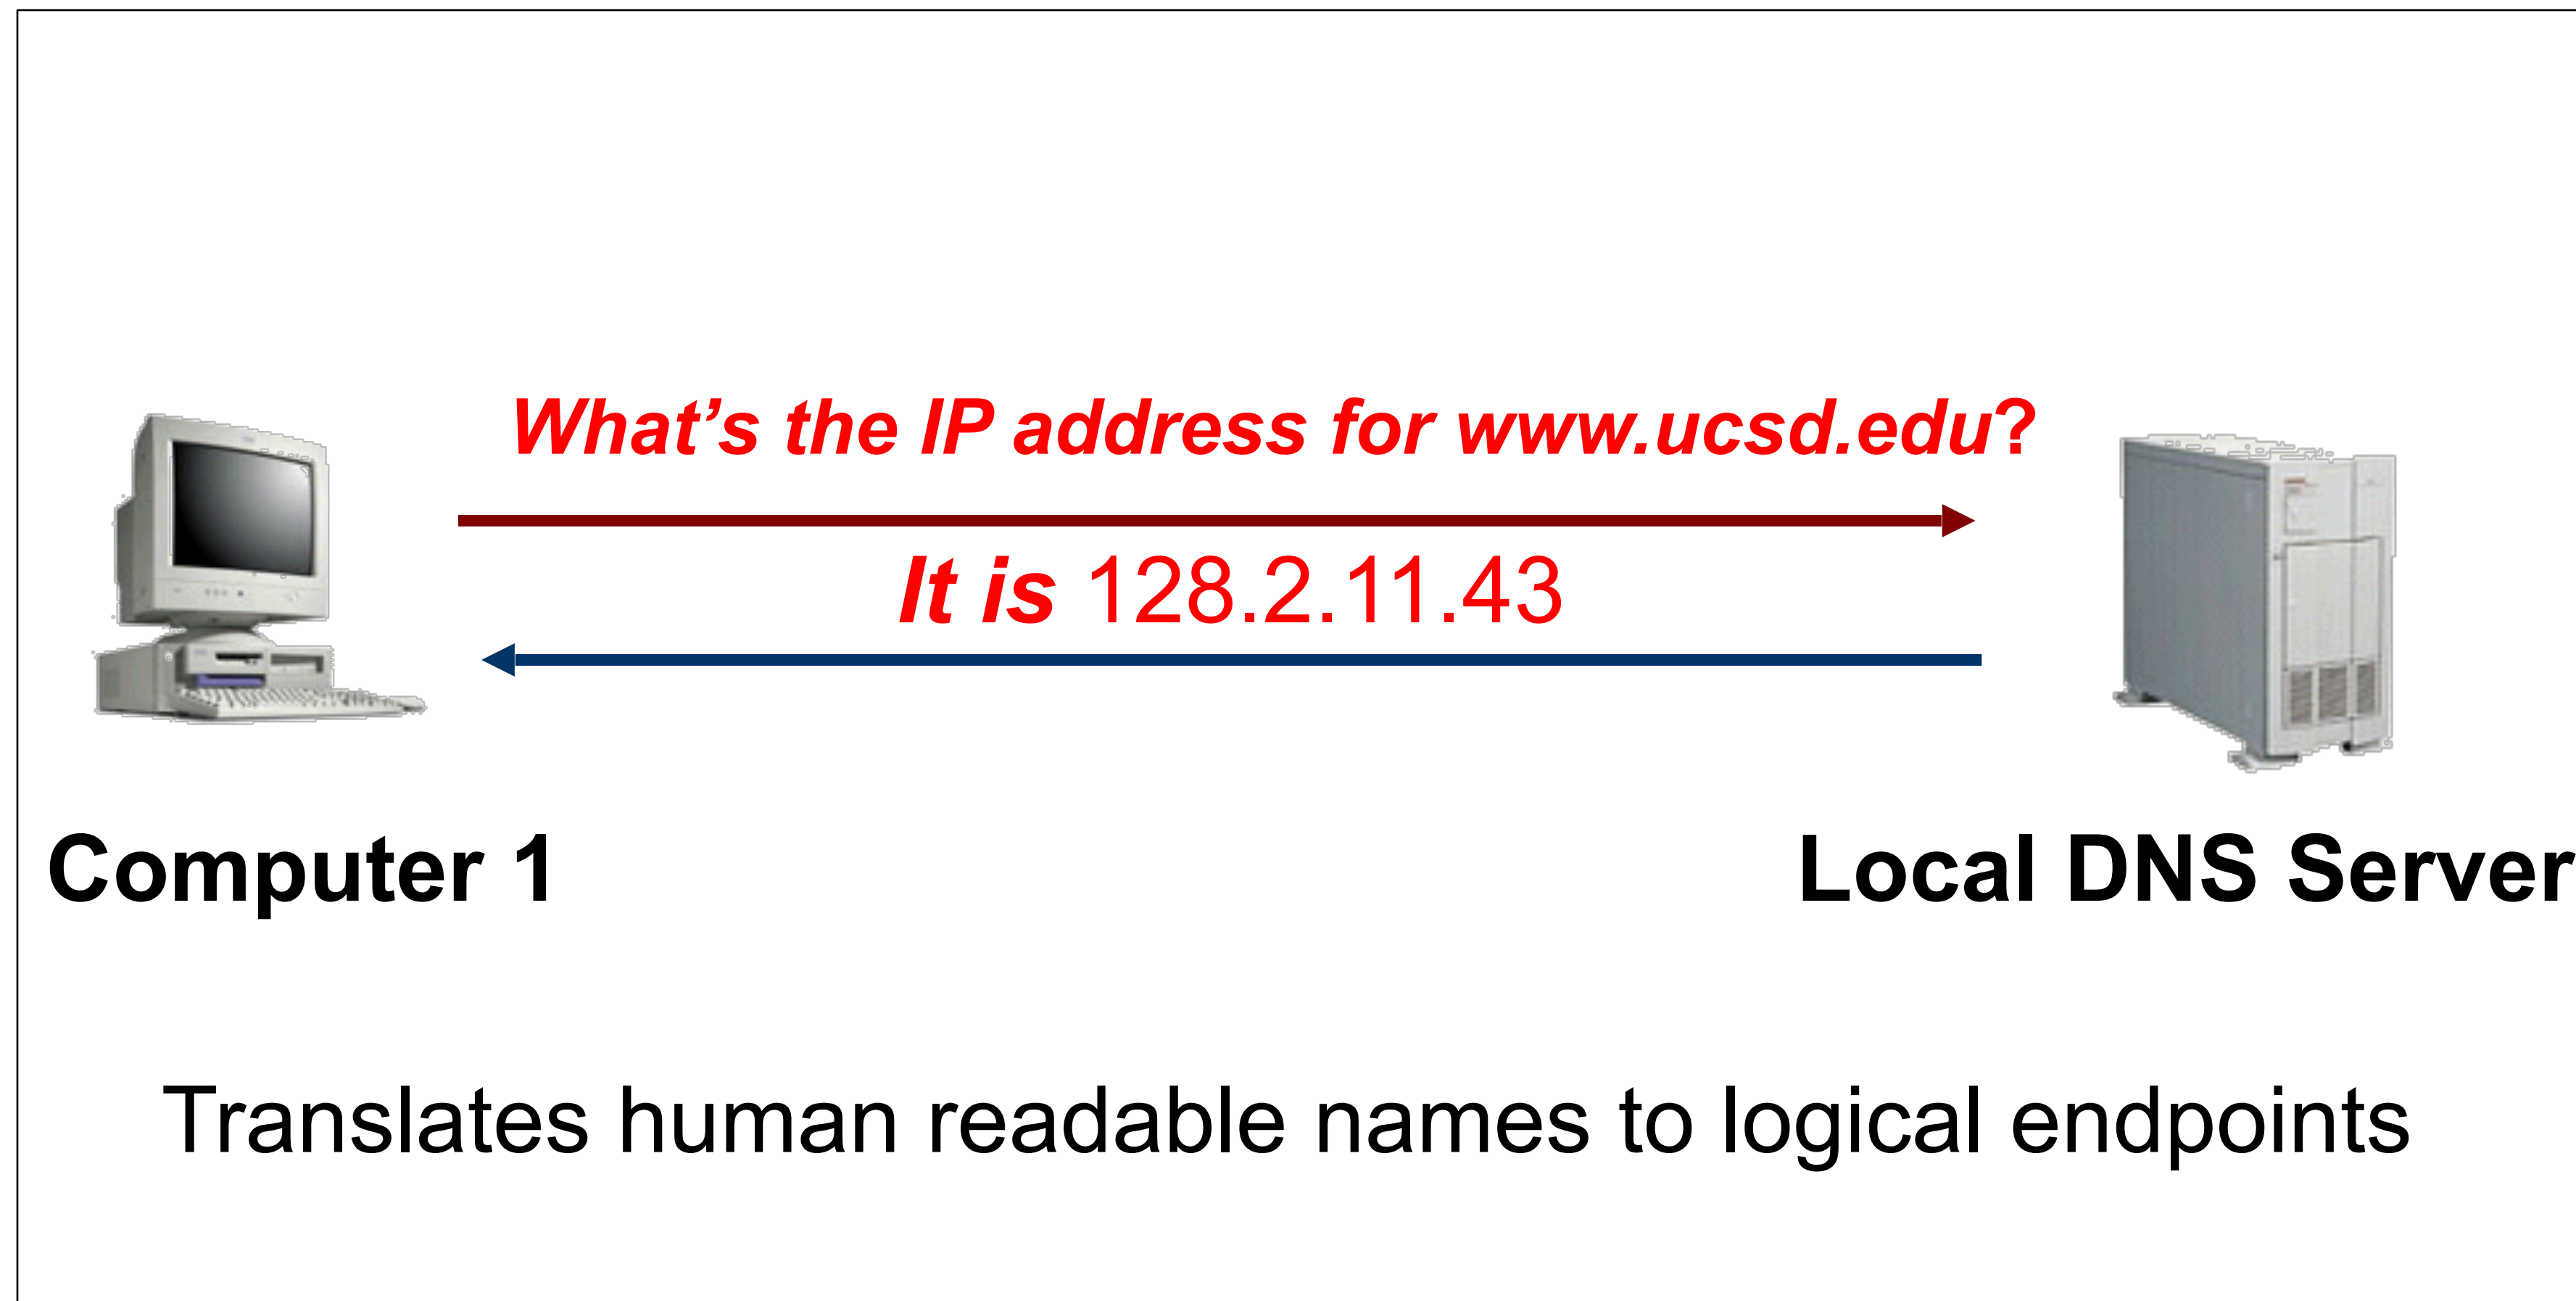 What’s the IP address for www.ucsd.edu?
It is 128.2.11.43
Computer 1
Local DNS Server
Translates human readable names to logical endpoints